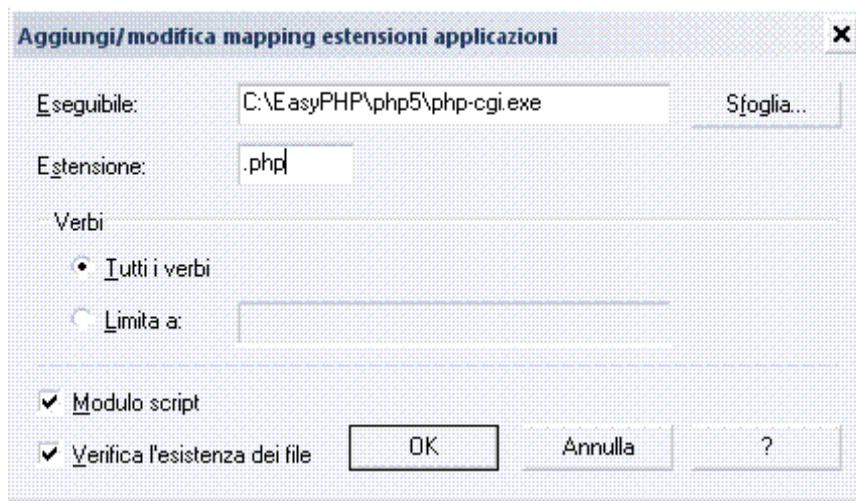 Aggiungi/modifica mapping estensioni applicazioni
Eseguibile: C:\EasyPHP\php5\php-cgi.exe Sfoglia...
Estensione: .php
Verbi
Tutti i verbi
Limita a:
Modulo script
Verifica l'esistenza dei file OK Annulla ?